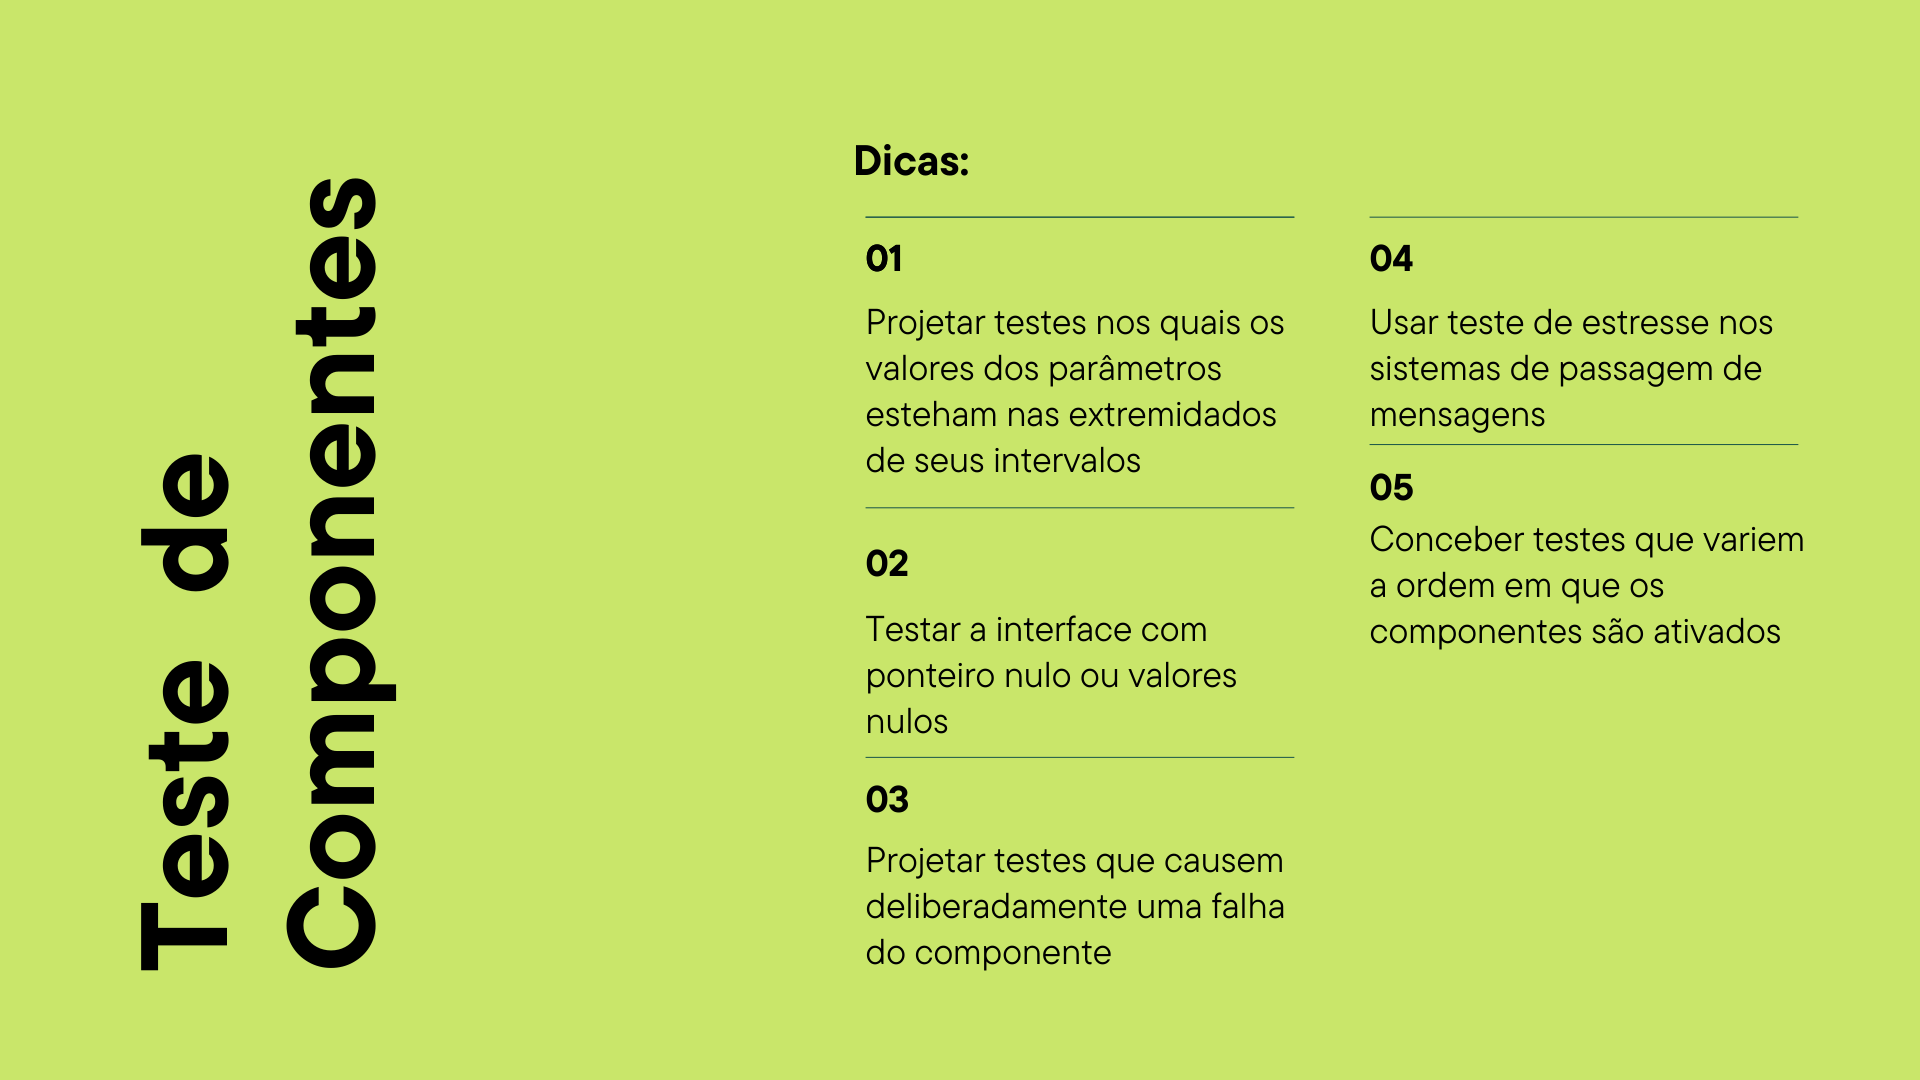 Teste de
Componentes
Dicas:
01
Projetar testes nos quais os
valores dos parâmetros
esteham nas extremidados
de seus intervalos
02
Testar a interface com
ponteiro nulo ou valores
nulos
03
Projetar testes que causem
deliberadamente uma falha
do componente
04
Usar teste de estresse nos
sistemas de passagem de
mensagens
05
Conceber testes que variem
a ordem em que os
componentes são ativados